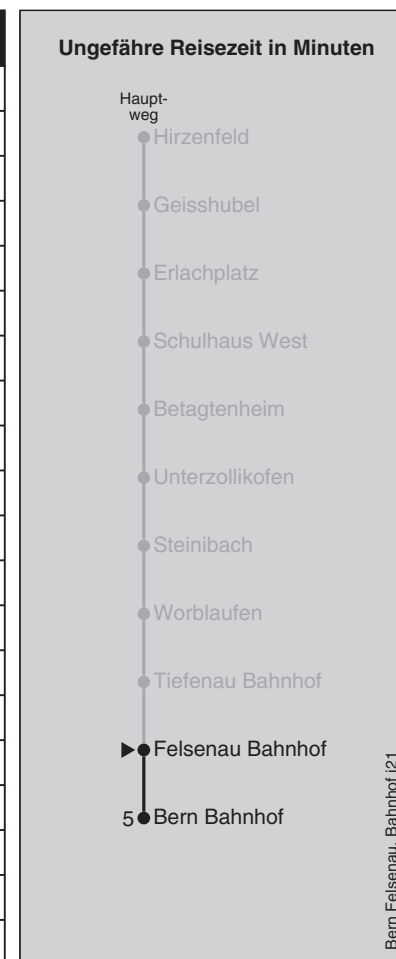 Ungefähre Reisezeit in Minuten
Haupt-
weg
Hirzenfeld
Geisshubel
Erlachplatz
Schulhaus West
Betagtenheim
Unterzollikofen
Steinibach
Worblaufen
Tiefenau Bahnhof
Felsenau Bahnhof
5 Bern Bahnhof
Bern Felsenau, Bahnhof j21